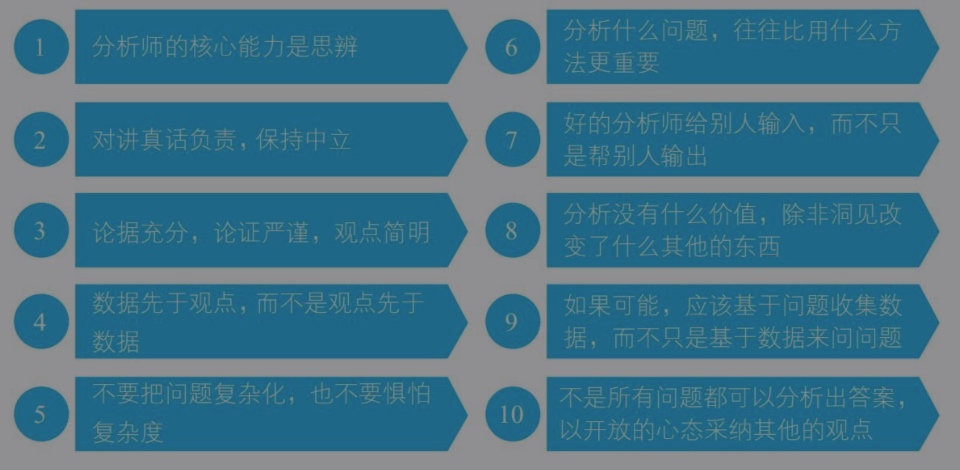 1
分析师的核心能力是思辨
2
对讲真话负责，保持中立
3
论据充分，论证严谨，观点简明
4
数据先于观点，而不是观点先于
数据
5
不要把问题复杂化，也不要惧怕
复杂度
6
分析什么问题，往往比用什么方
法更重要
7
好的分析师给别人输入，而不只
是帮别人输出
8
分析没有什么价值，除非洞见改
变了什么其他的东西
9
如果可能，应该基于问题收集数
据，而不只是基于数据来问问题
10
不是所有问题都可以分析出答案，
以开放的心态采纳其他的观点